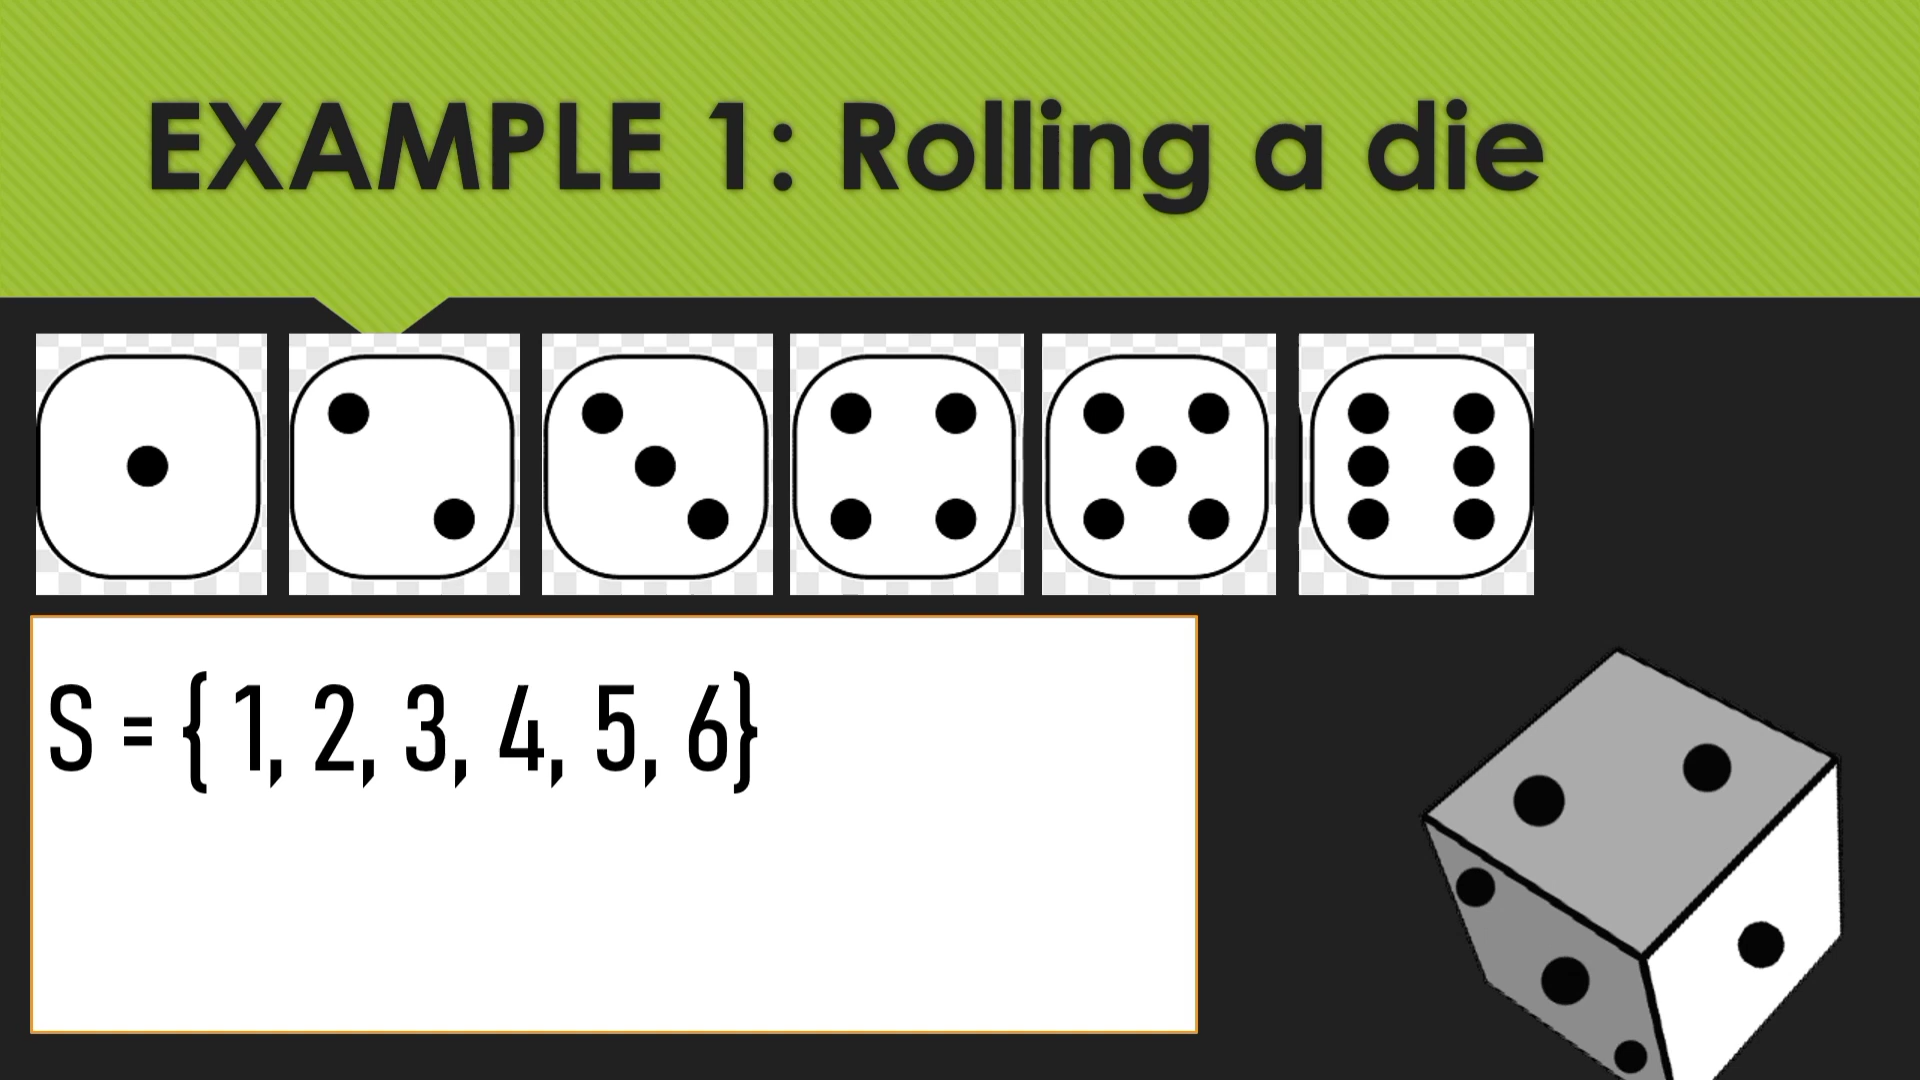 EXAMPLE 1: Rolling a die
S = { 1, 2, 3, 4, 5, 6}